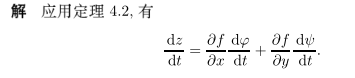 解 应用定理 4.2, 有
dz/dt = ∂f/∂x dφ/dt + ∂f/∂y dψ/dt.